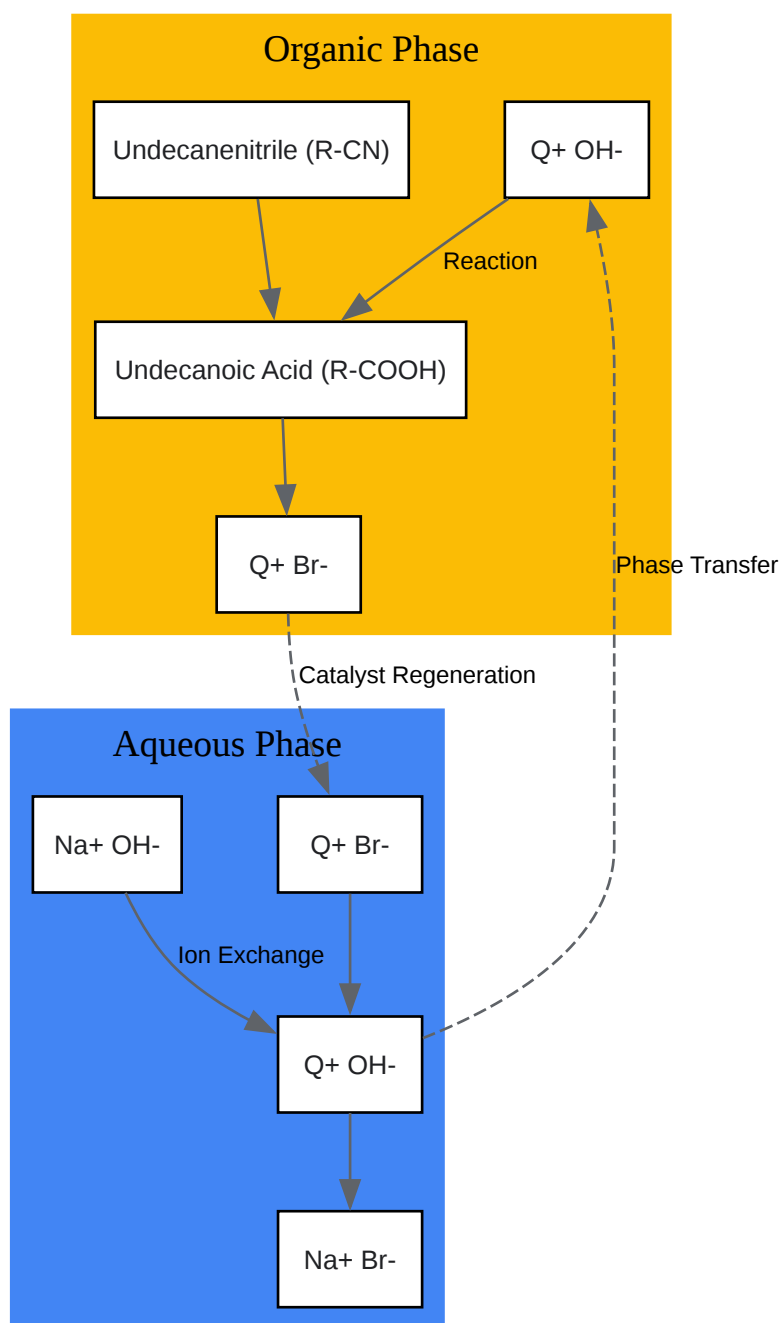 Organic Phase
Undecanenitrile (R-CN)
Q+ OH-
Reaction
Undecanoic Acid (R-COOH)
Q+ Br-
Phase Transfer
Catalyst Regeneration
Aqueous Phase
Na+ OH-
Q+ Br-
Ion Exchange
Q+ OH-
Na+ Br-